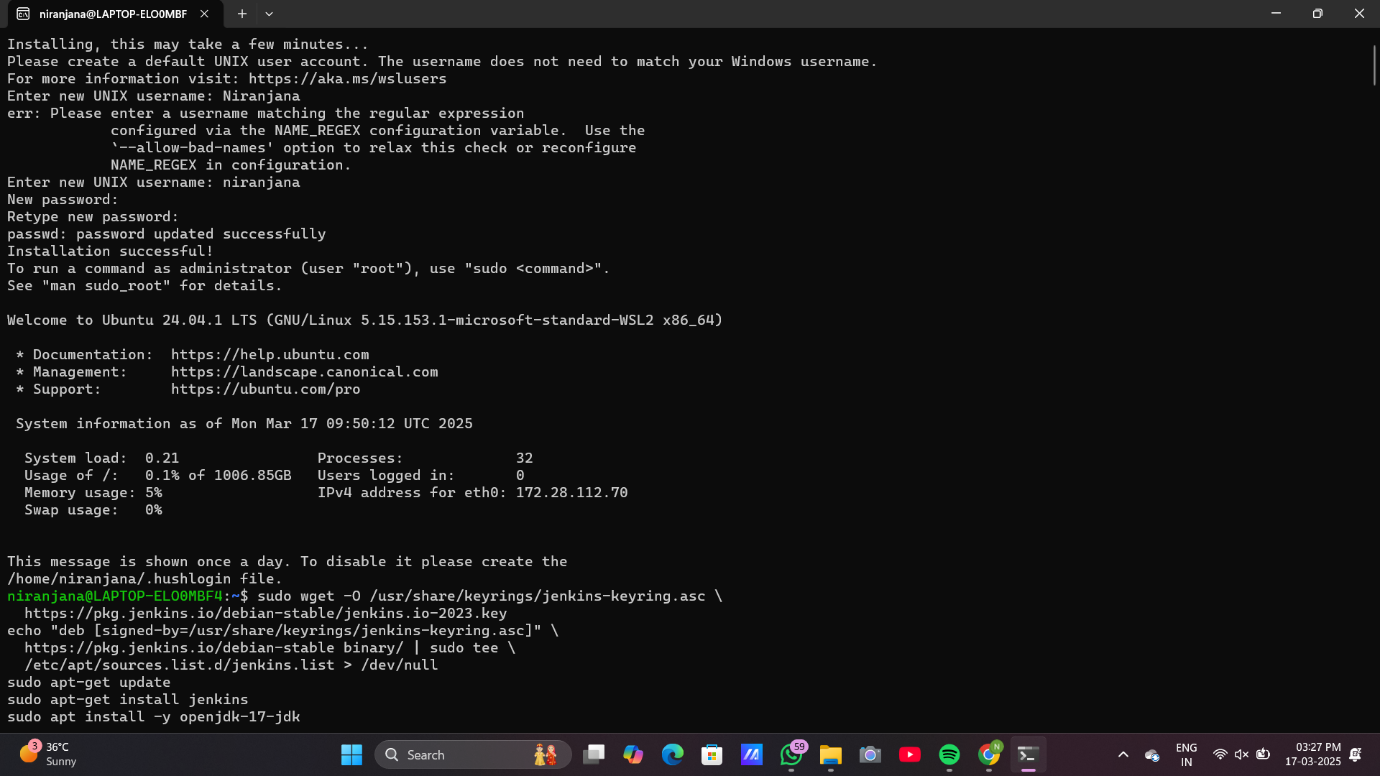 niranjana@LAPTOP-ELO0MBF
Installing, this may take a few minutes...
Please create a default UNIX user account. The username does not need to match your Windows username.
For more information visit: https://aka.ms/wslusers
Enter new UNIX username: Niranjana
err: Please enter a username matching the regular expression
            configured via the NAME_REGEX configuration variable.  Use the
            `--allow-bad-names' option to relax this check or reconfigure
            NAME_REGEX in configuration.
Enter new UNIX username: niranjana
New password:
Retype new password:
passwd: password updated successfully
Installation successful!
To run a command as administrator (user "root"), use "sudo <command>".
See "man sudo_root" for details.
Welcome to Ubuntu 24.04.1 LTS (GNU/Linux 5.15.153.1-microsoft-standard-WSL2 x86_64)
 * Documentation:  https://help.ubuntu.com
 * Management:     https://landscape.canonical.com
 * Support:        https://ubuntu.com/pro
 System information as of Mon Mar 17 09:50:12 UTC 2025
  System load:  0.21                Processes:             32
  Usage of /:   0.1% of 1006.85GB   Users logged in:       0
  Memory usage: 5%                  IPv4 address for eth0: 172.28.112.70
  Swap usage:   0%
This message is shown once a day. To disable it please create the
/home/niranjana/.hushlogin file.
niranjana@LAPTOP-ELO0MBF4:~$ sudo wget -O /usr/share/keyrings/jenkins-keyring.asc \
  https://pkg.jenkins.io/debian-stable/jenkins.io-2023.key
echo "deb [signed-by=/usr/share/keyrings/jenkins-keyring.asc]" \
  https://pkg.jenkins.io/debian-stable binary/ | sudo tee \
  /etc/apt/sources.list.d/jenkins.list > /dev/null
sudo apt-get update
sudo apt-get install jenkins
sudo apt install -y openjdk-17-jdk
3
36°C
Sunny
Search
59
N
ENG
IN
03:27 PM
17-03-2025